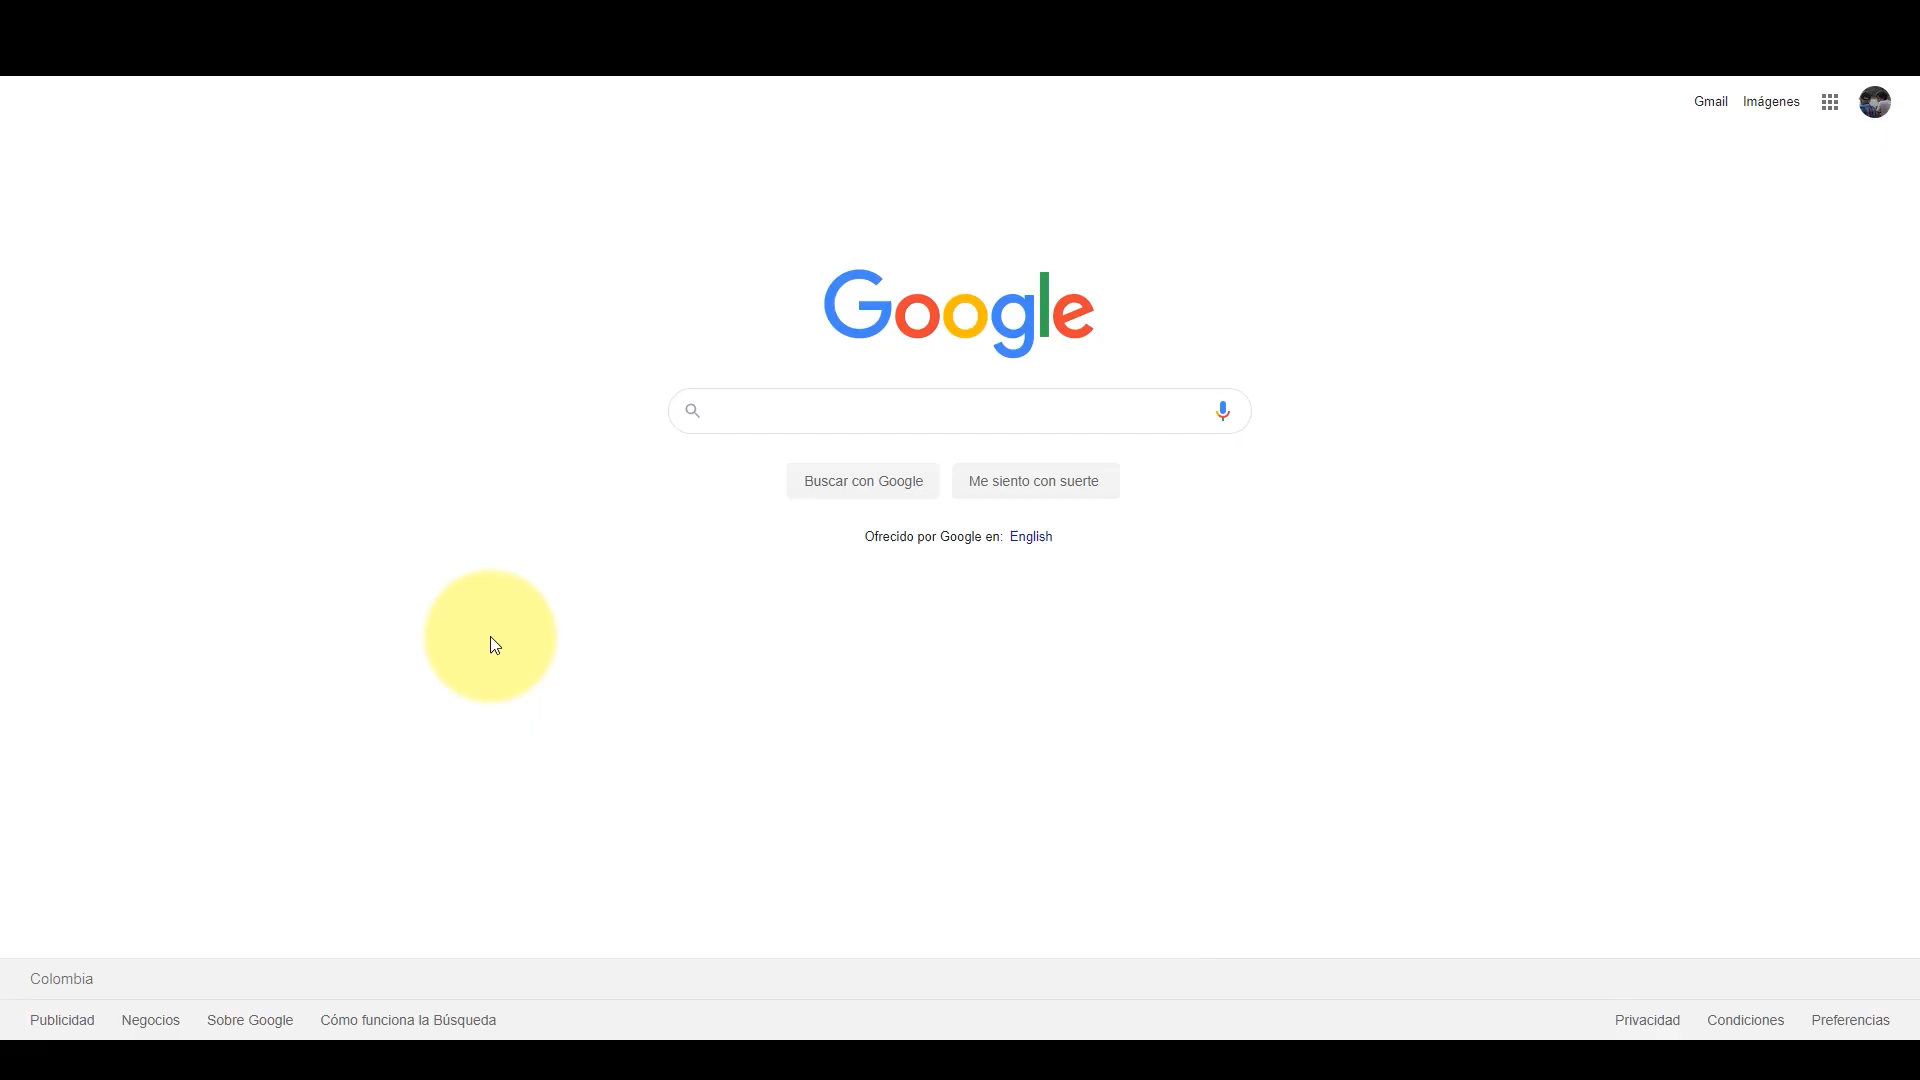 Gmail Imágenes
Google
Buscar con Google Me siento con suerte
Ofrecido por Google en: English
Colombia
Publicidad Negocios Sobre Google Cómo funciona la Búsqueda Privacidad Condiciones Preferencias